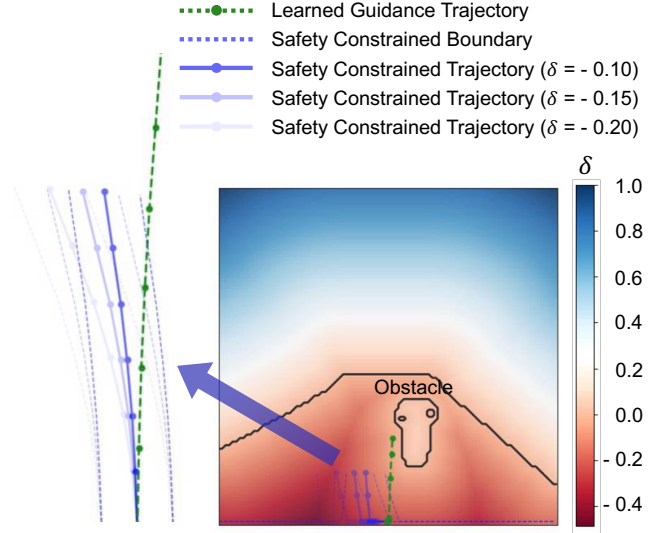 Learned Guidance Trajectory
Safety Constrained Boundary
Safety Constrained Trajectory (δ = - 0.10)
Safety Constrained Trajectory (δ = - 0.15)
Safety Constrained Trajectory (δ = - 0.20)
δ
1.0
0.8
0.6
0.4
0.2
0.0
- 0.2
- 0.4
Obstacle